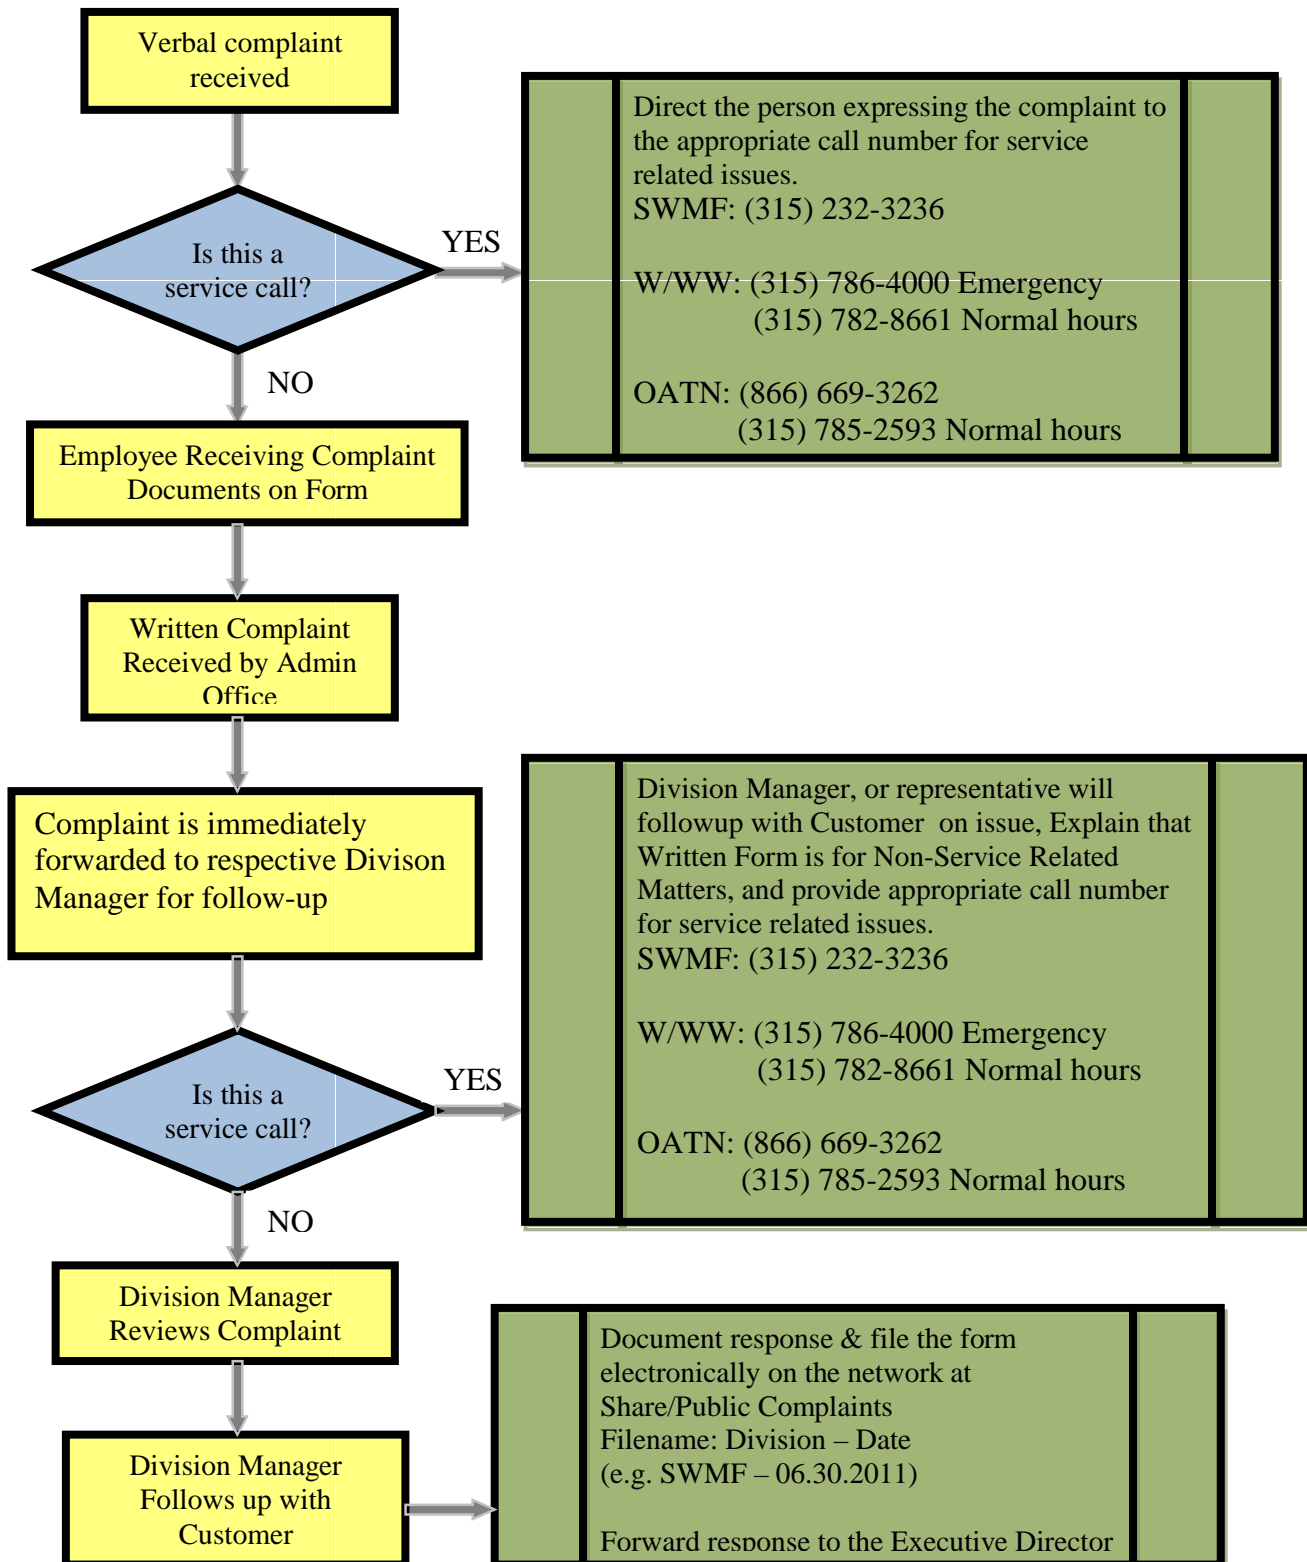 Verbal complaint
received
Direct the person expressing the complaint to
the appropriate call number for service
related issues.
SWMF: (315) 232-3236
W/WW: (315) 786-4000 Emergency
(315) 782-8661 Normal hours
OATN: (866) 669-3262
(315) 785-2593 Normal hours
Is this a
service call?
YES
NO
Employee Receiving Complaint
Documents on Form
Written Complaint
Received by Admin
Office
Complaint is immediately
forwarded to respective Divison
Manager for follow-up
Division Manager, or representative will
followup with Customer on issue, Explain that
Written Form is for Non-Service Related
Matters, and provide appropriate call number
for service related issues.
SWMF: (315) 232-3236
W/WW: (315) 786-4000 Emergency
(315) 782-8661 Normal hours
OATN: (866) 669-3262
(315) 785-2593 Normal hours
Is this a
service call?
YES
NO
Division Manager
Reviews Complaint
Division Manager
Follows up with
Customer
Document response & file the form
electronically on the network at
Share/Public Complaints
Filename: Division – Date
(e.g. SWMF – 06.30.2011)
Forward response to the Executive Director